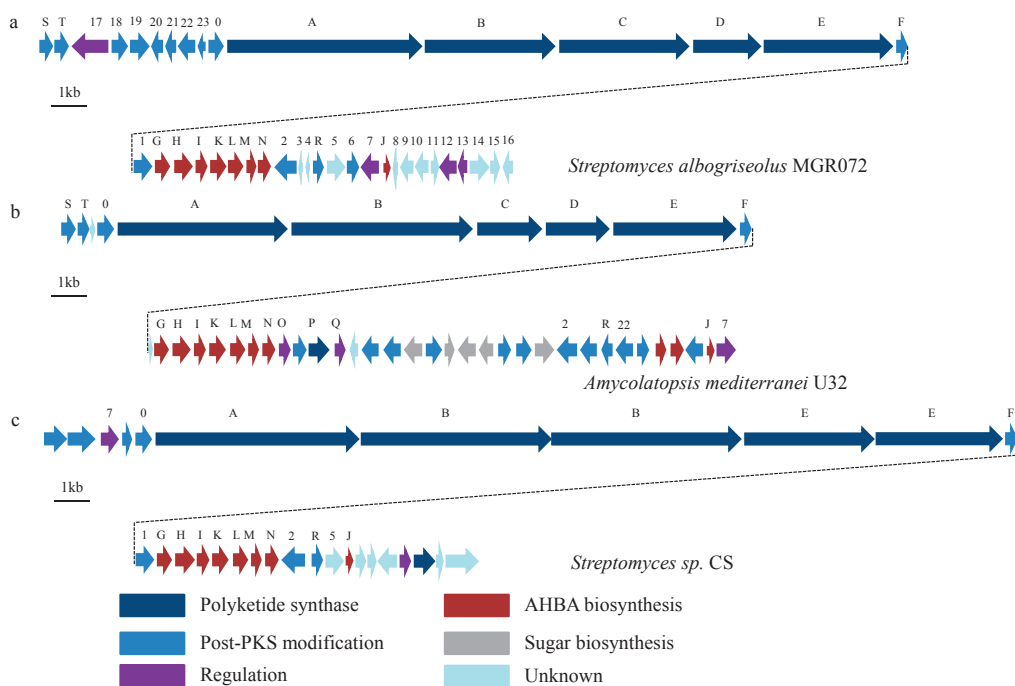 a
S T 17 18 19 20 21 22 23 0 A B C D E F
1kb
1 G H I K L M N 2 3 4 R 5 6 7 J 8 9 10 11 12 13 14 15 16
Streptomyces albogriseolus MGR072
b
S T 0 A B C D E F
1kb
G H I K L M N O P Q 2 R 22 J 7
Amycolatopsis mediterranei U32
c
7 0 A B B E E F
1kb
1 G H I K L M N 2 R 5 J
Streptomyces sp. CS
Polyketide synthase
AHBA biosynthesis
Post-PKS modification
Sugar biosynthesis
Regulation
Unknown